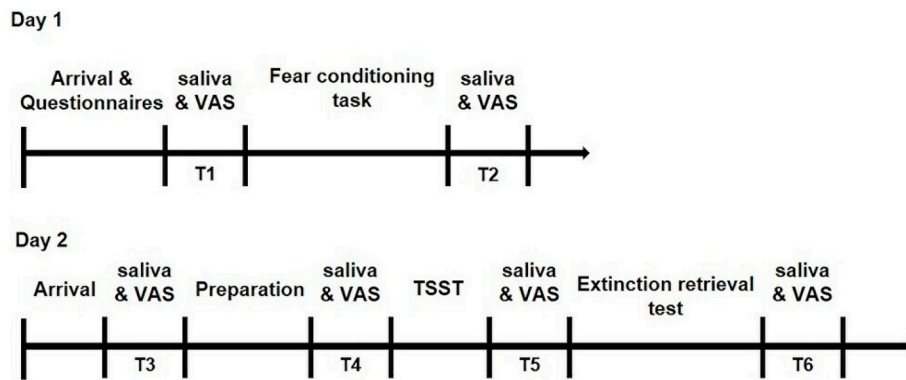 Day 1
Arrival &
Questionnaires
saliva
& VAS
Fear conditioning
task
saliva
& VAS
T1
T2
Day 2
Arrival
saliva
& VAS
Preparation
saliva
& VAS
TSST
saliva
& VAS
Extinction retrieval
test
saliva
& VAS
T3
T4
T5
T6